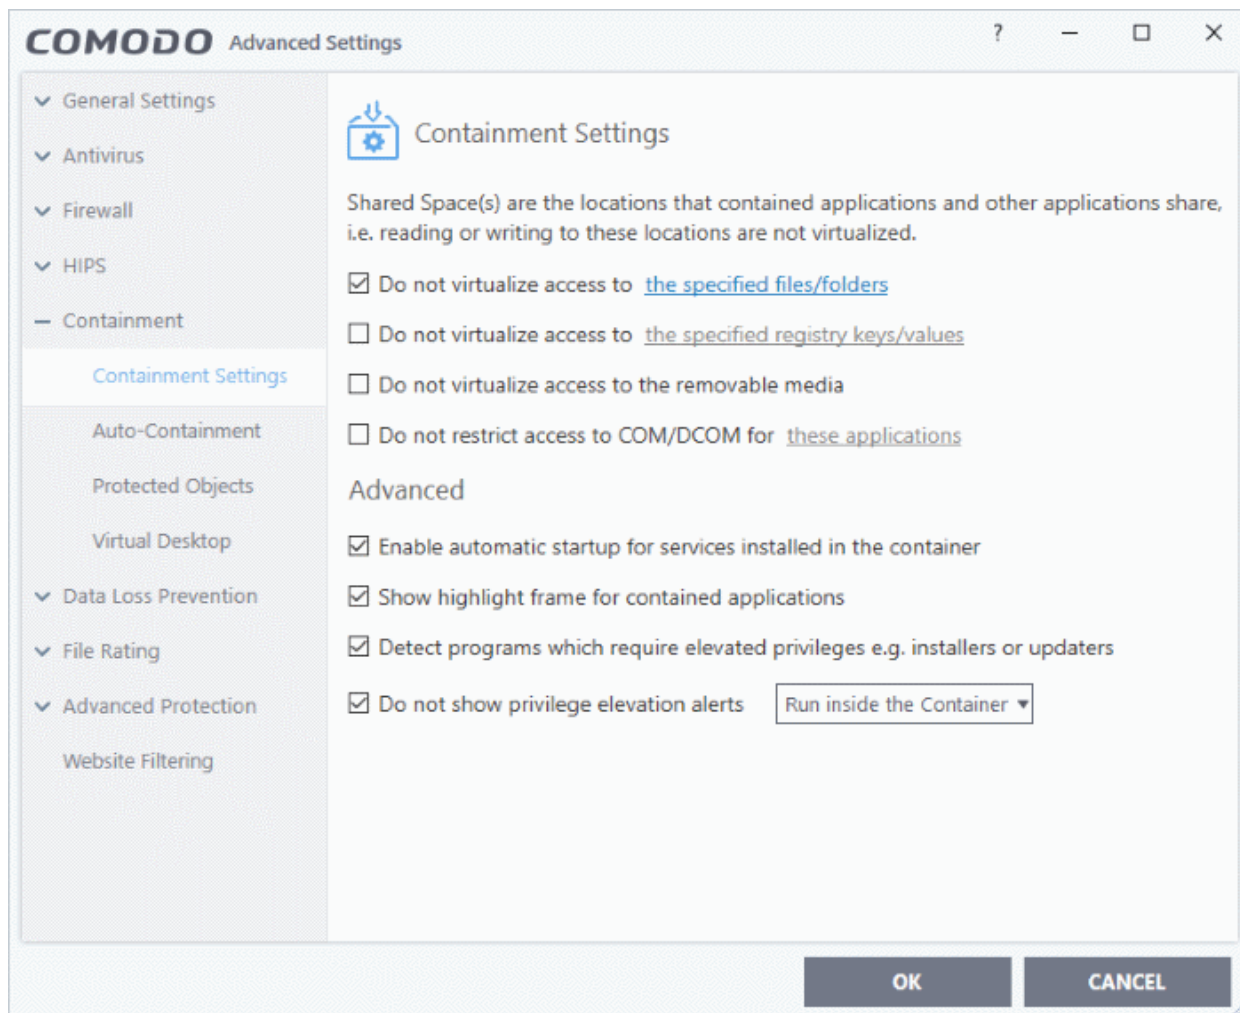 COMODO Advanced Settings ?
General Settings
Antivirus
Firewall
HIPS
Containment
Containment Settings
Auto-Containment
Protected Objects
Virtual Desktop
Data Loss Prevention
File Rating
Advanced Protection
Website Filtering
Containment Settings
Shared Space(s) are the locations that contained applications and other applications share,
i.e. reading or writing to these locations are not virtualized.
Do not virtualize access to the specified files/folders
Do not virtualize access to the specified registry keys/values
Do not virtualize access to the removable media
Do not restrict access to COM/DCOM for these applications
Advanced
Enable automatic startup for services installed in the container
Show highlight frame for contained applications
Detect programs which require elevated privileges e.g. installers or updaters
Do not show privilege elevation alerts Run inside the Container
OK CANCEL